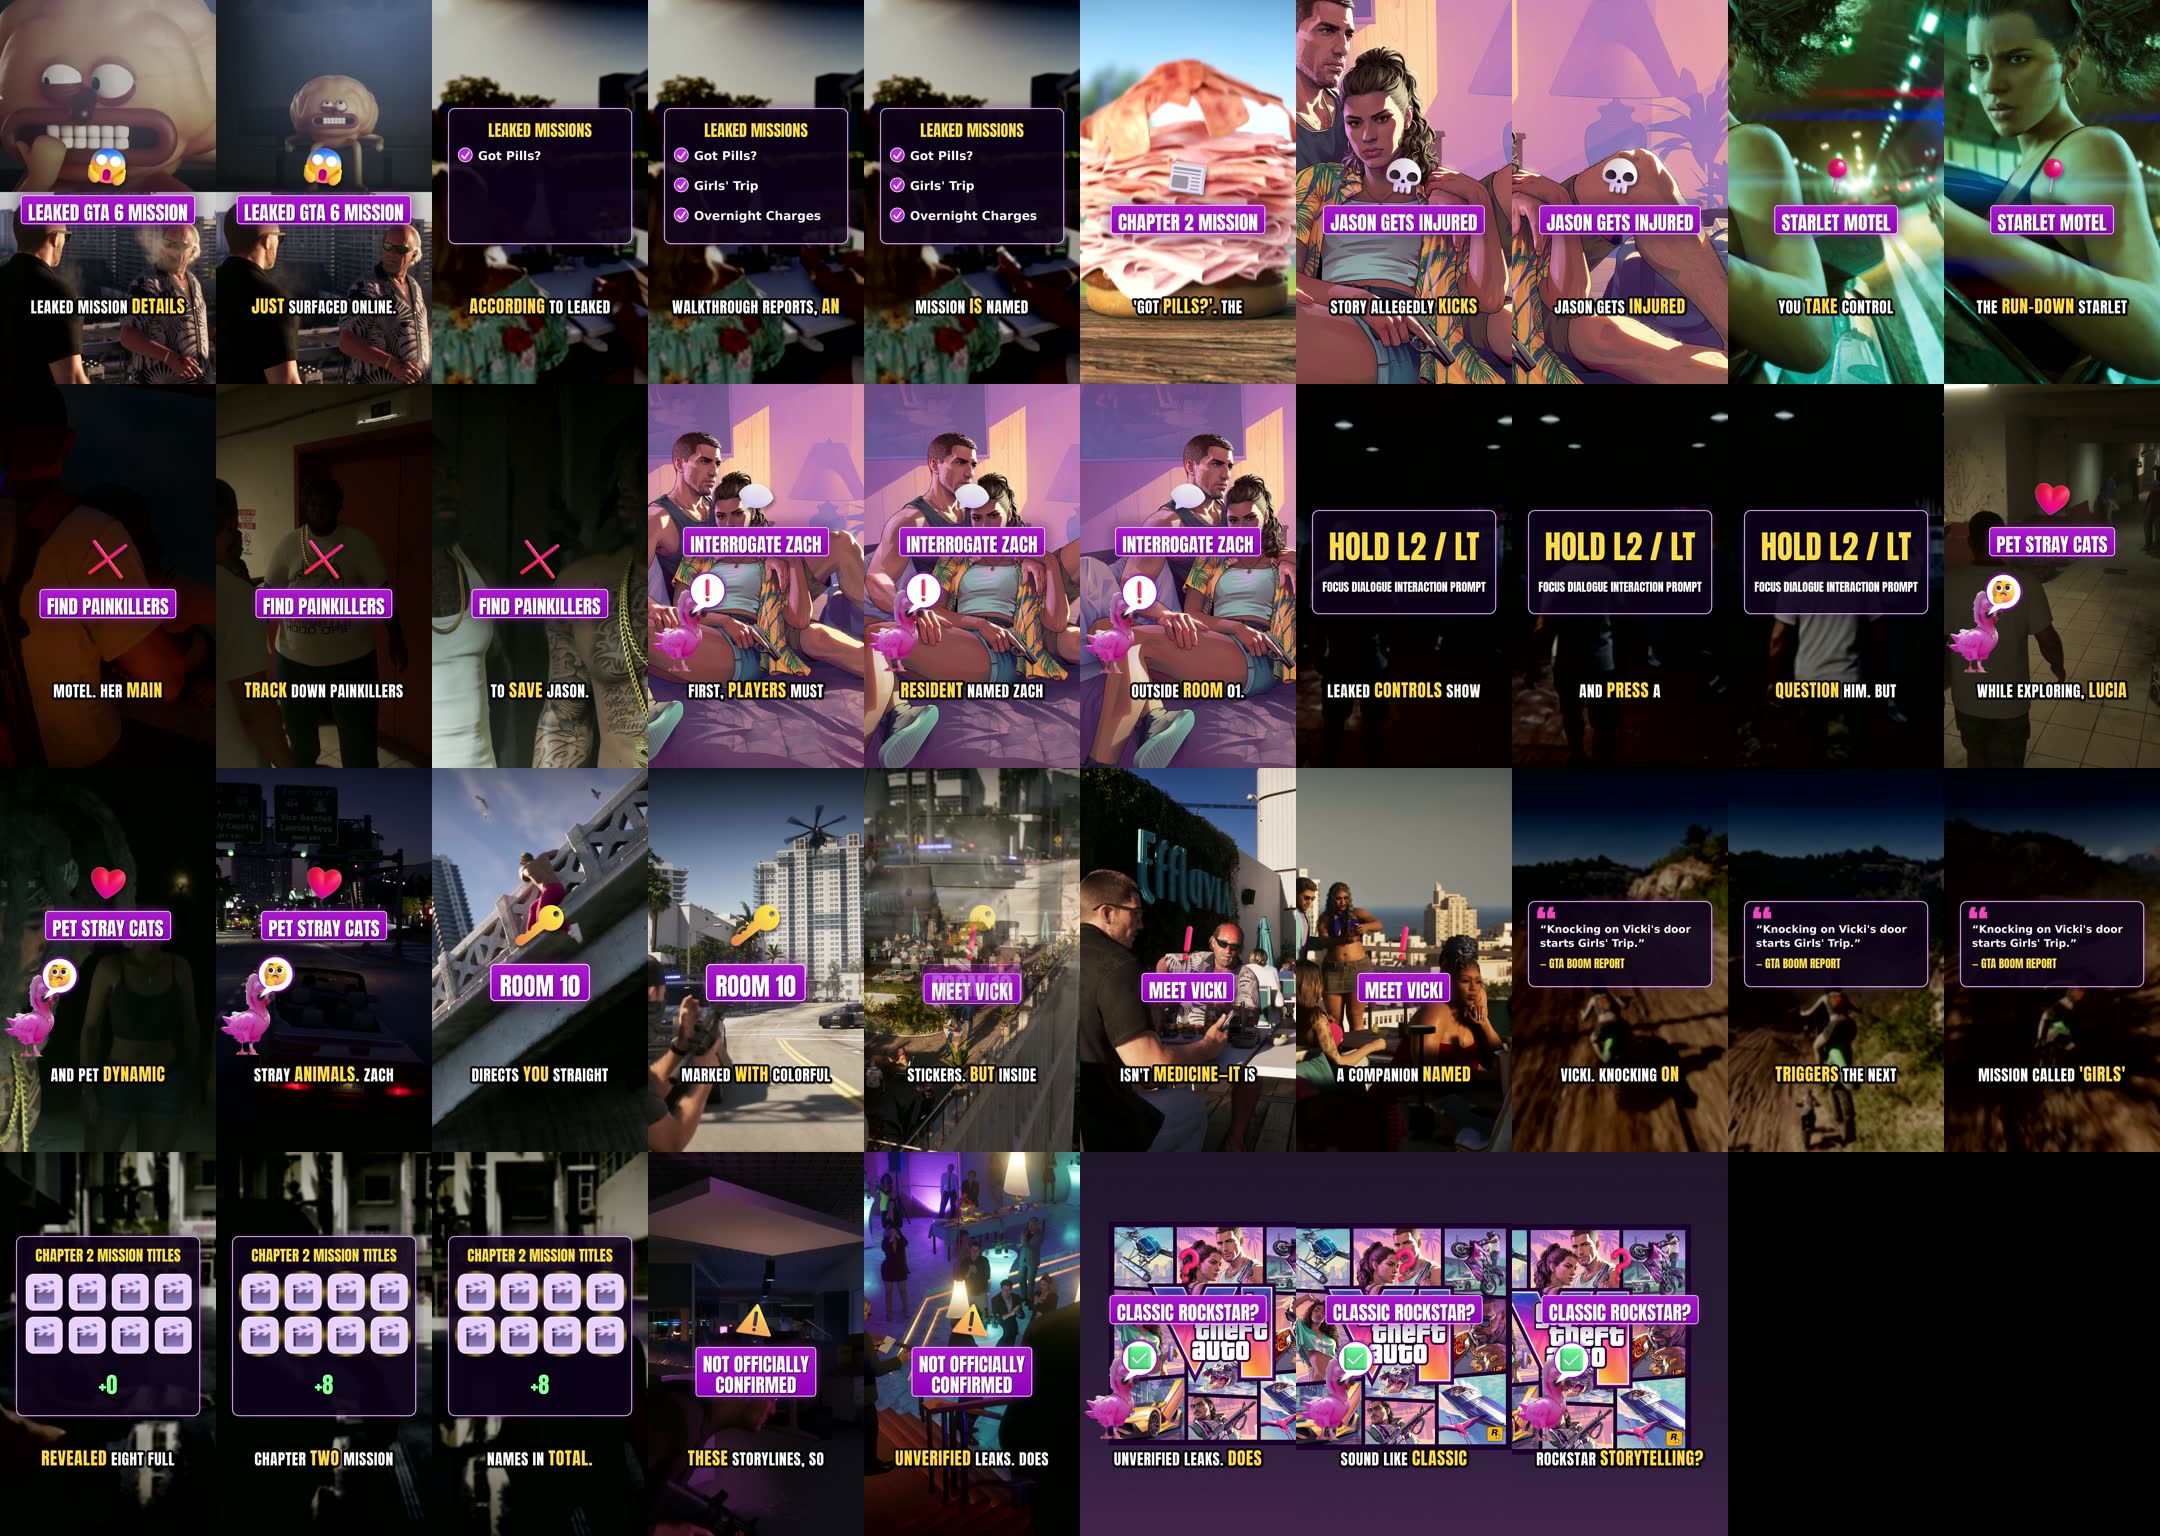 LEAKED GTA 6 MISSION
LEAKED MISSION DETAILS
LEAKED GTA 6 MISSION
JUST SURFACED ONLINE.
LEAKED MISSIONS
Got Pills?
ACCORDING TO LEAKED
LEAKED MISSIONS
Got Pills?
Girls' Trip
Overnight Charges
WALKTHROUGH REPORTS, AN
LEAKED MISSIONS
Got Pills?
Girls' Trip
Overnight Charges
MISSION IS NAMED
CHAPTER 2 MISSION
'GOT PILLS?'. THE
JASON GETS INJURED
STORY ALLEGEDLY KICKS
JASON GETS INJURED
JASON GETS INJURED
STARLET MOTEL
YOU TAKE CONTROL
STARLET MOTEL
THE RUN-DOWN STARLET
FIND PAINKILLERS
MOTEL. HER MAIN
FIND PAINKILLERS
TRACK DOWN PAINKILLERS
FIND PAINKILLERS
TO SAVE JASON.
INTERROGATE ZACH
FIRST, PLAYERS MUST
INTERROGATE ZACH
RESIDENT NAMED ZACH
INTERROGATE ZACH
OUTSIDE ROOM 01.
HOLD L2 / LT
FOCUS DIALOGUE INTERACTION PROMPT
LEAKED CONTROLS SHOW
HOLD L2 / LT
FOCUS DIALOGUE INTERACTION PROMPT
AND PRESS A
HOLD L2 / LT
FOCUS DIALOGUE INTERACTION PROMPT
QUESTION HIM. BUT
PET STRAY CATS
WHILE EXPLORING, LUCIA
PET STRAY CATS
AND PET DYNAMIC
PET STRAY CATS
STRAY ANIMALS. ZACH
ROOM 10
DIRECTS YOU STRAIGHT
ROOM 10
MARKED WITH COLORFUL
MEET VICKI
STICKERS. BUT INSIDE
MEET VICKI
ISN'T MEDICINE—IT IS
MEET VICKI
A COMPANION NAMED
“Knocking on Vicki's door
starts Girls' Trip.”
– GTA BOOM REPORT
VICKI. KNOCKING ON
“Knocking on Vicki's door
starts Girls' Trip.”
– GTA BOOM REPORT
TRIGGERS THE NEXT
“Knocking on Vicki's door
starts Girls' Trip.”
– GTA BOOM REPORT
MISSION CALLED 'GIRLS'
CHAPTER 2 MISSION TITLES
+0
REVEALED EIGHT FULL
CHAPTER 2 MISSION TITLES
+8
CHAPTER TWO MISSION
CHAPTER 2 MISSION TITLES
+8
NAMES IN TOTAL.
NOT OFFICIALLY
CONFIRMED
THESE STORYLINES, SO
NOT OFFICIALLY
CONFIRMED
UNVERIFIED LEAKS. DOES
CLASSIC ROCKSTAR?
theft
auto
UNVERIFIED LEAKS. DOES
CLASSIC ROCKSTAR?
theft
auto
SOUND LIKE CLASSIC
CLASSIC ROCKSTAR?
theft
ROCKSTAR STORYTELLING?